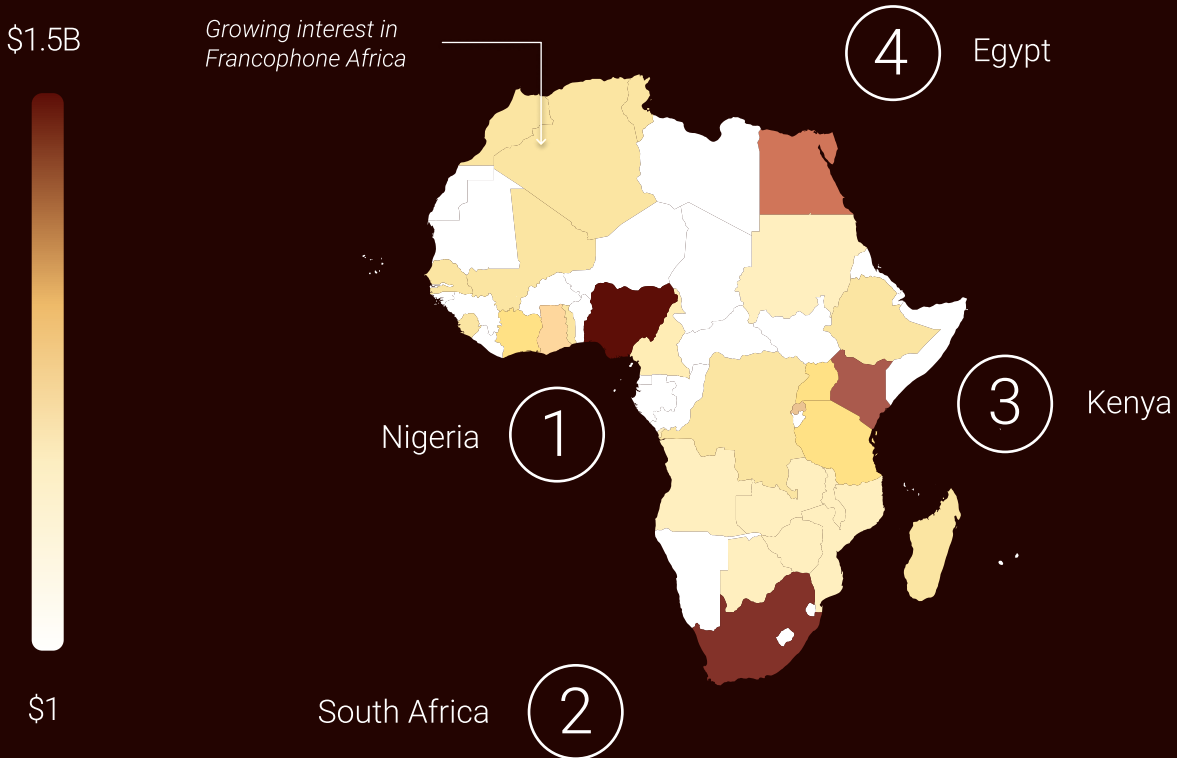 $1.5B
Growing interest in
Francophone Africa
4
Egypt
3
Kenya
Nigeria
1
South Africa
2
$1